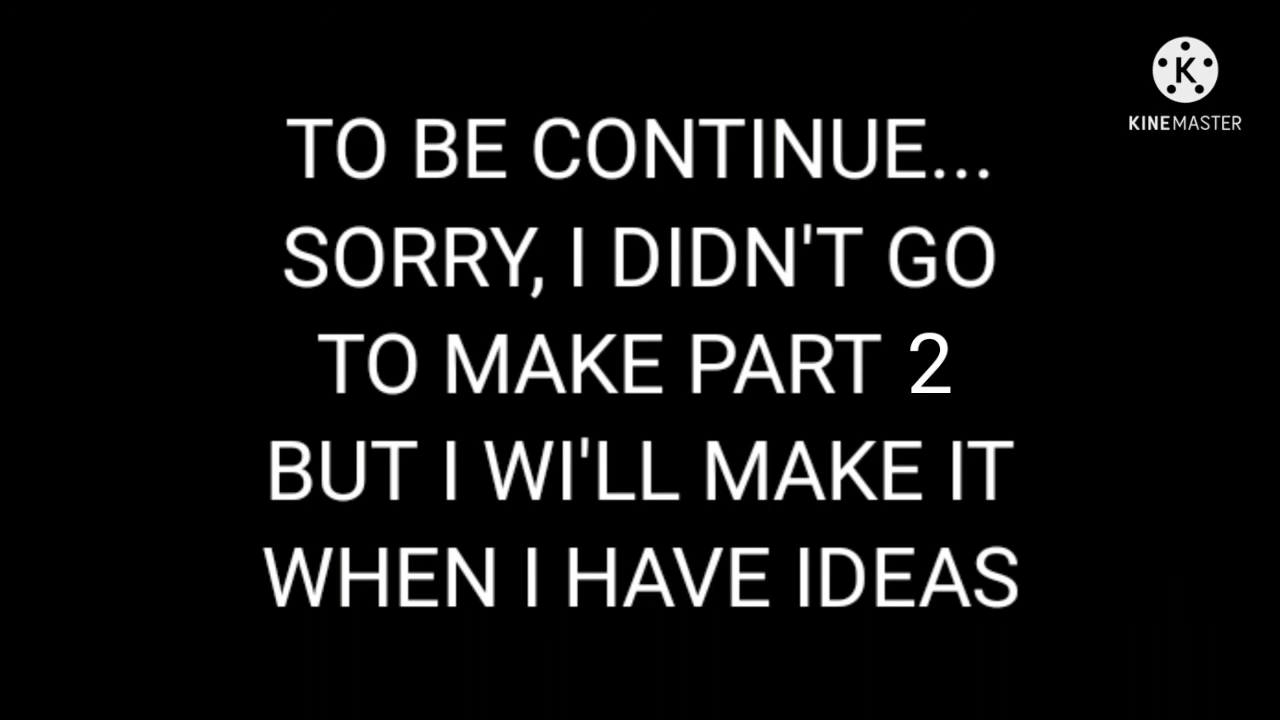 K
KINEMASTER
TO BE CONTINUE...
SORRY, I DIDN'T GO
TO MAKE PART 2
BUT I WI'LL MAKE IT
WHEN I HAVE IDEAS